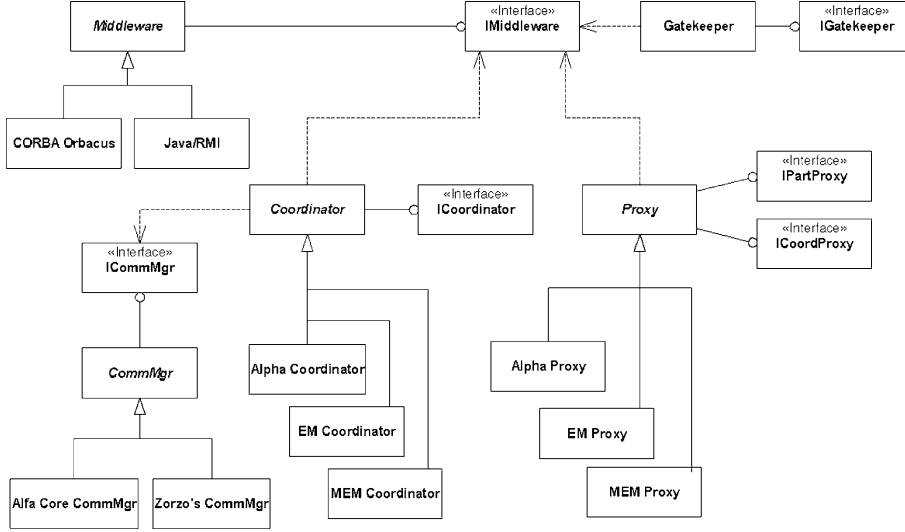 Middleware
«Interface»
IMiddleware
Gatekeeper
«Interface»
IGatekeeper
CORBA Orbacus
Java/RMI
Coordinator
«Interface»
ICoordinator
Proxy
«Interface»
IPartProxy
«Interface»
ICoordProxy
«Interface»
ICommMgr
CommMgr
Alpha Coordinator
EM Coordinator
MEM Coordinator
Alpha Proxy
EM Proxy
MEM Proxy
Alfa Core CommMgr
Zorzo's CommMgr